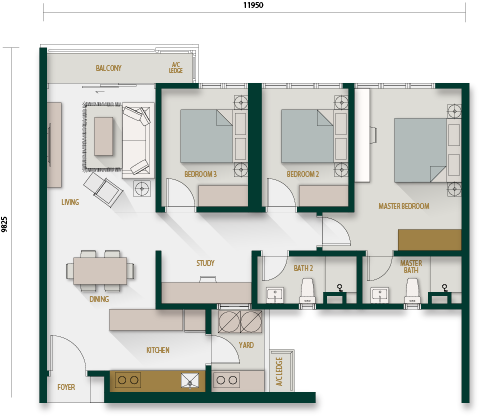 11950
9825
BALCONY
A/C
LEDGE
BEDROOM 3
BEDROOM 2
LIVING
MASTER BEDROOM
STUDY
BATH 2
MASTER
BATH
DINING
KITCHEN
YARD
A/C LEDGE
FOYER